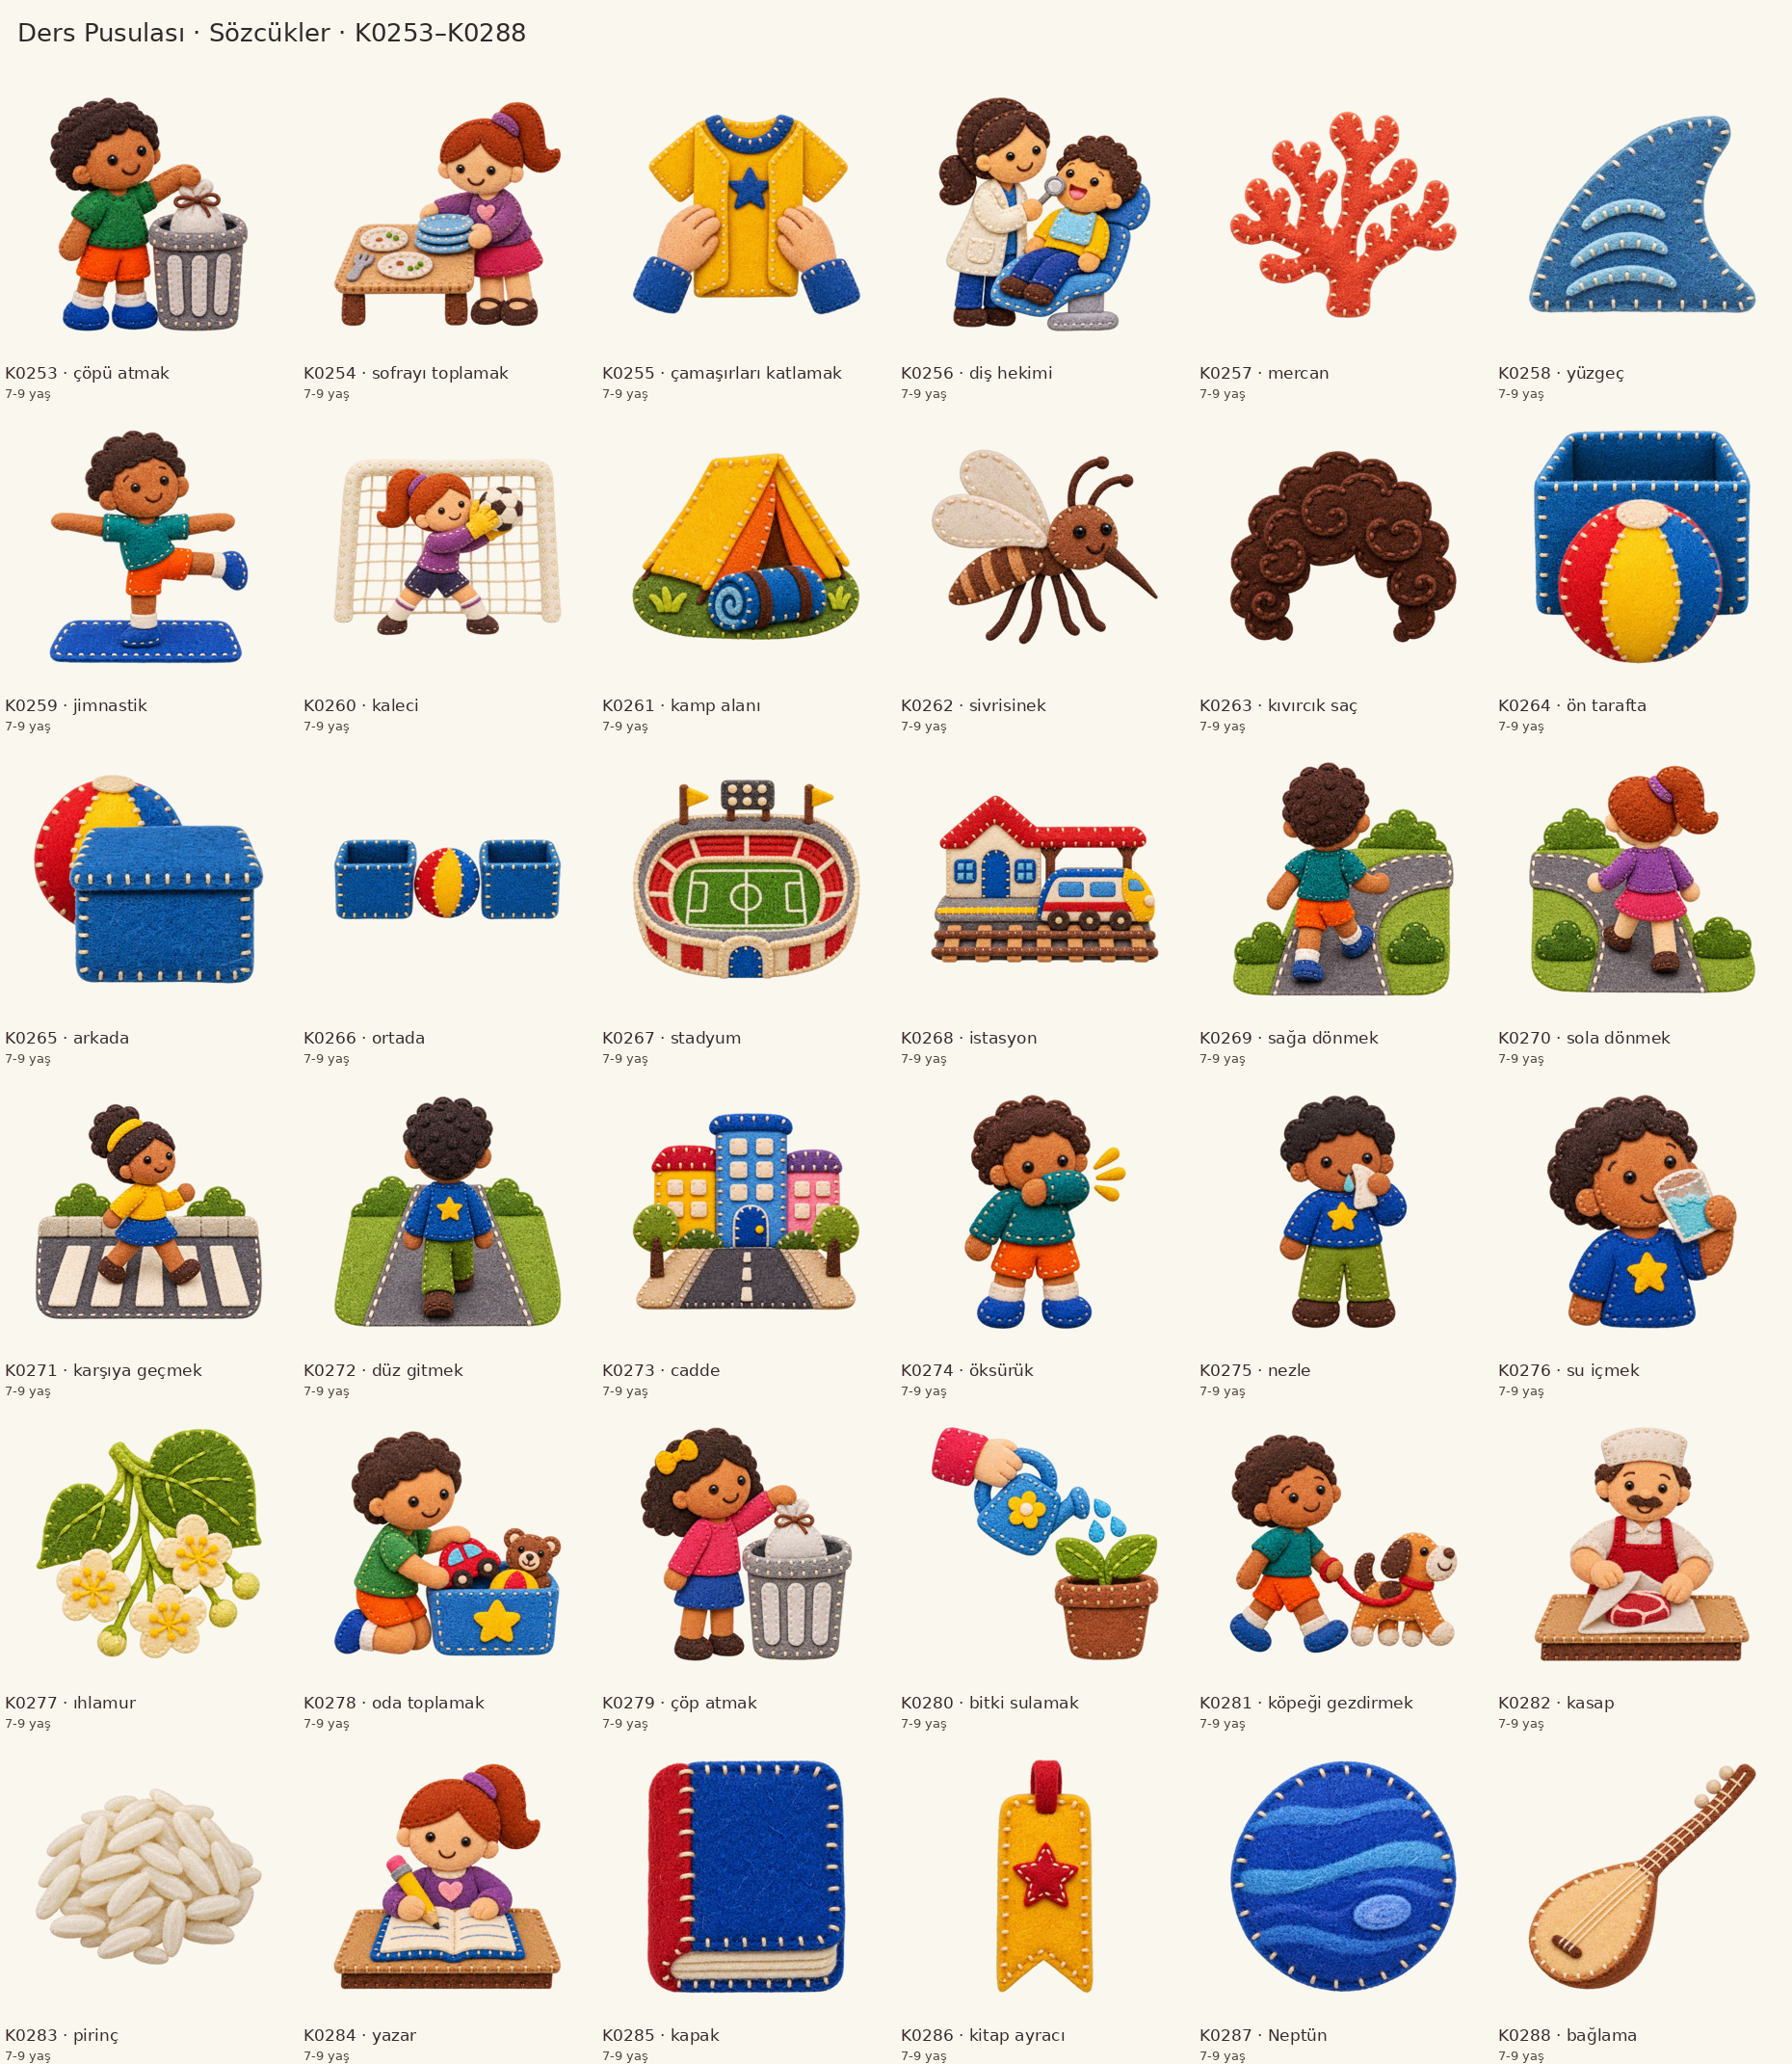 Ders Pusulası · Sözcükler · K0253–K0288
K0253 · çöpü atmak
7-9 yaş
K0254 · sofrayı toplamak
7-9 yaş
K0255 · çamaşırları katlamak
7-9 yaş
K0256 · diş hekimi
7-9 yaş
K0257 · mercan
7-9 yaş
K0258 · yüzgeç
7-9 yaş
K0259 · jimnastik
7-9 yaş
K0260 · kaleci
7-9 yaş
K0261 · kamp alanı
7-9 yaş
K0262 · sivrisinek
7-9 yaş
K0263 · kıvırcık saç
7-9 yaş
K0264 · ön tarafta
7-9 yaş
K0265 · arkada
7-9 yaş
K0266 · ortada
7-9 yaş
K0267 · stadyum
7-9 yaş
K0268 · istasyon
7-9 yaş
K0269 · sağa dönmek
7-9 yaş
K0270 · sola dönmek
7-9 yaş
K0271 · karşıya geçmek
7-9 yaş
K0272 · düz gitmek
7-9 yaş
K0273 · cadde
7-9 yaş
K0274 · öksürük
7-9 yaş
K0275 · nezle
7-9 yaş
K0276 · su içmek
7-9 yaş
K0277 · ıhlamur
7-9 yaş
K0278 · oda toplamak
7-9 yaş
K0279 · çöp atmak
7-9 yaş
K0280 · bitki sulamak
7-9 yaş
K0281 · köpeği gezdirmek
7-9 yaş
K0282 · kasap
7-9 yaş
K0283 · pirinç
7-9 yaş
K0284 · yazar
7-9 yaş
K0285 · kapak
7-9 yaş
K0286 · kitap ayracı
7-9 yaş
K0287 · Neptün
7-9 yaş
K0288 · bağlama
7-9 yaş